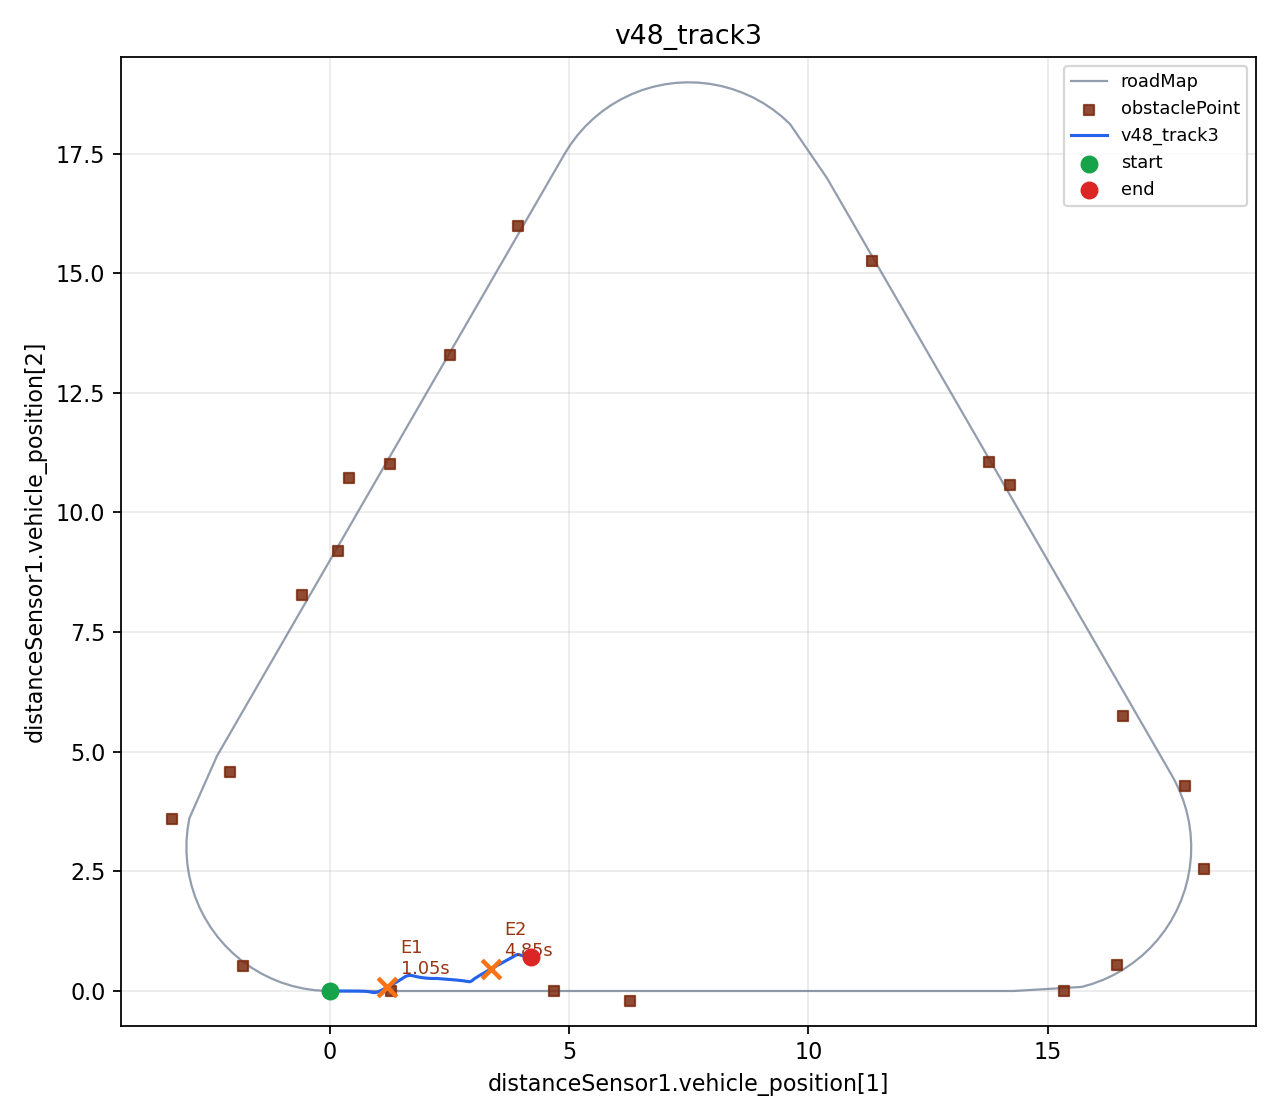 v48_track3
roadMap
obstaclePoint
v48_track3
start
end
distanceSensor1.vehicle_position[2]
17.5
15.0
12.5
10.0
7.5
5.0
2.5
0.0
E1
1.05s
E2
4.85s
0
5
10
15
distanceSensor1.vehicle_position[1]